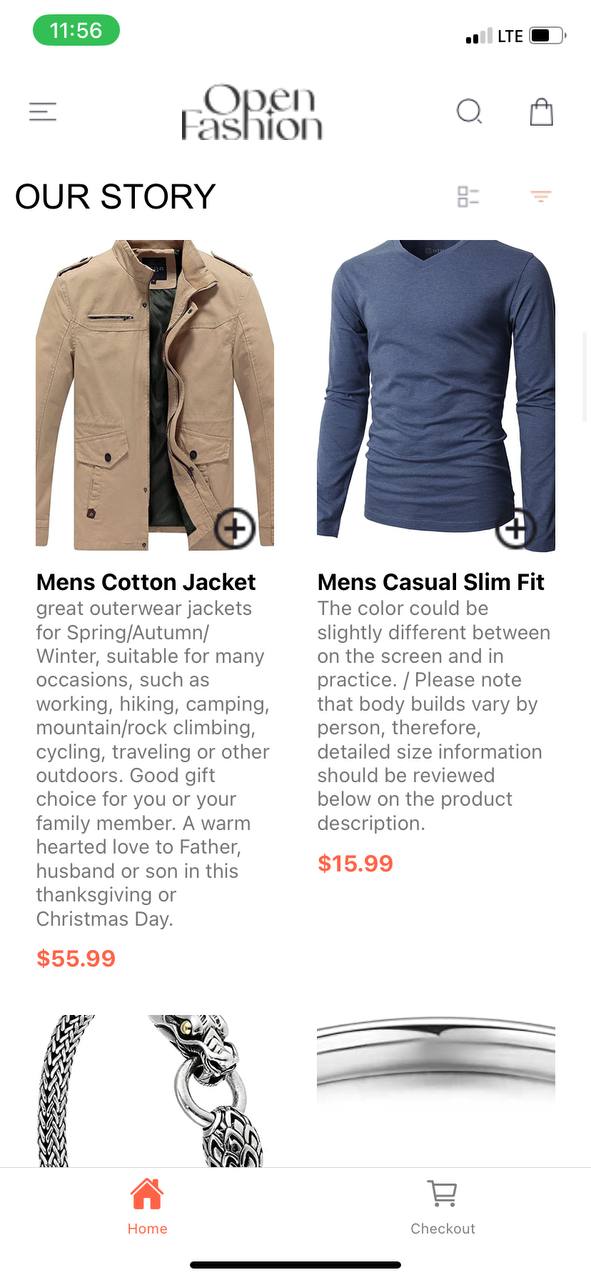 11:56
LTE
Open
Fashion
OUR STORY
Mens Cotton Jacket
great outerwear jackets
for Spring/Autumn/
Winter, suitable for many
occasions, such as
working, hiking, camping,
mountain/rock climbing,
cycling, traveling or other
outdoors. Good gift
choice for you or your
family member. A warm
hearted love to Father,
husband or son in this
thanksgiving or
Christmas Day.
$55.99
Mens Casual Slim Fit
The color could be
slightly different between
on the screen and in
practice. / Please note
that body builds vary by
person, therefore,
detailed size information
should be reviewed
below on the product
description.
$15.99
Home
Checkout